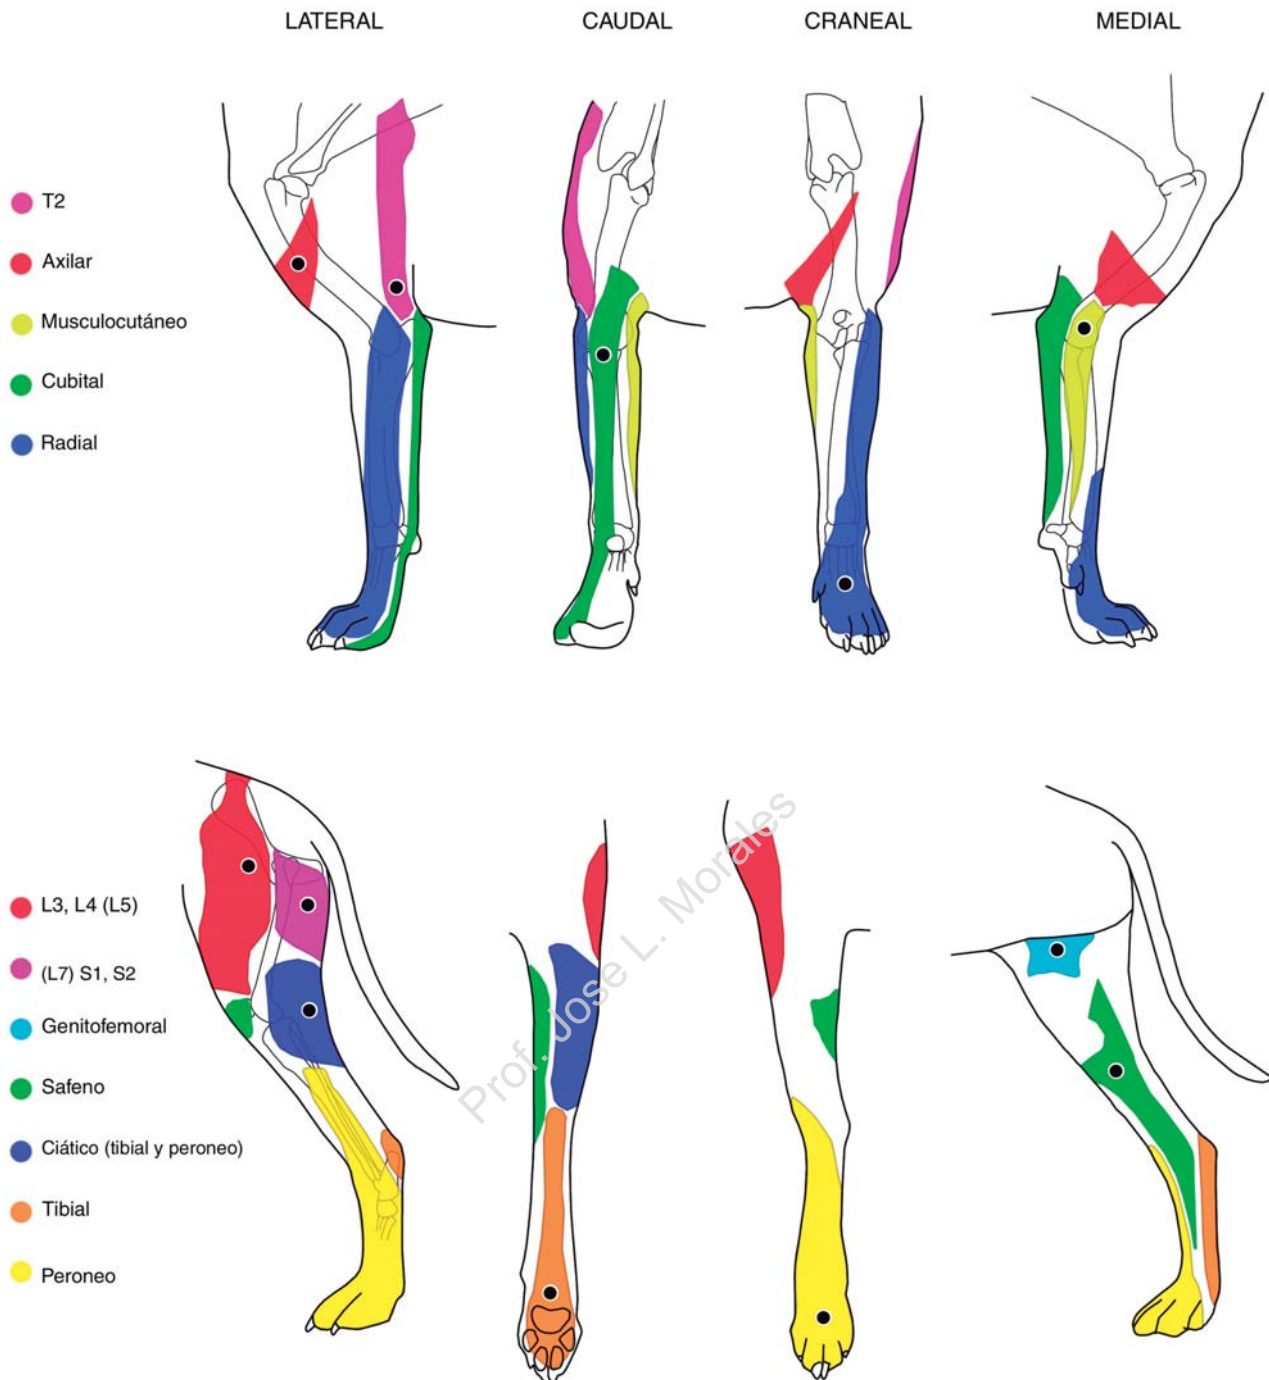 LATERAL
CAUDAL
CRANEAL
MEDIAL
T2
Axilar
Musculocutáneo
Cubital
Radial
L3, L4 (L5)
(L7) S1, S2
Genitofemoral
Safeno
Ciático (tibial y peroneo)
Tibial
Peroneo
Prof. Jose L. Morales